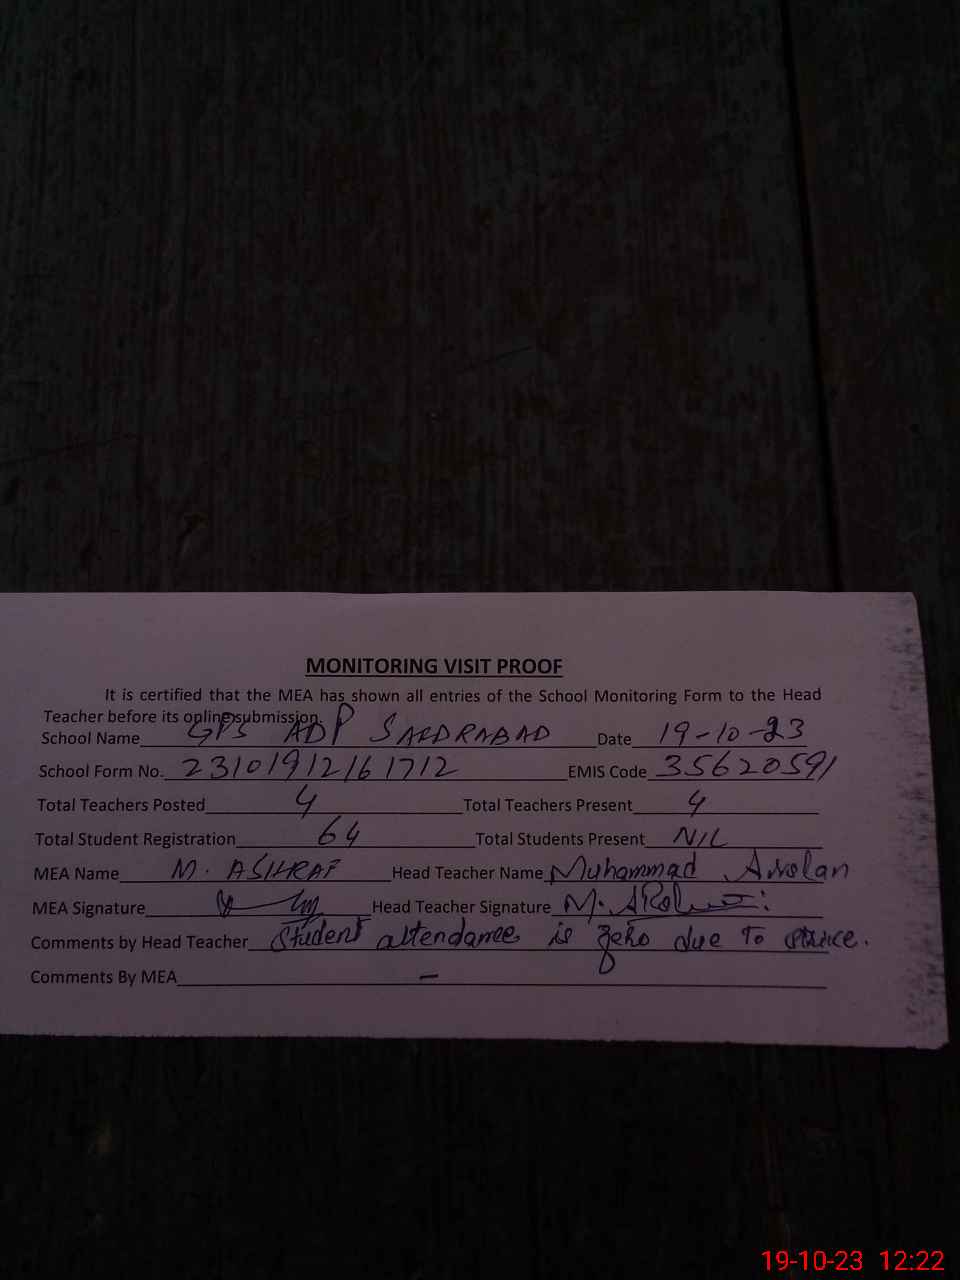 MONITORING VISIT PROOF
It is certified that the MEA has shown all entries of the School Monitoring Form to the Head
Teacher before its online submission.
School Name GPS ADP SAEDRABAD Date 19-10-23
School Form No. 23101912161712 EMIS Code 35620591
Total Teachers Posted 4 Total Teachers Present 4
Total Student Registration 64 Total Students Present NIL
MEA Name M. ASHRAF Head Teacher Name Muhammad Arslan
MEA Signature Head Teacher Signature
Comments by Head Teacher Student attendance is zero due to strike.
Comments By MEA -
19-10-23 12:22